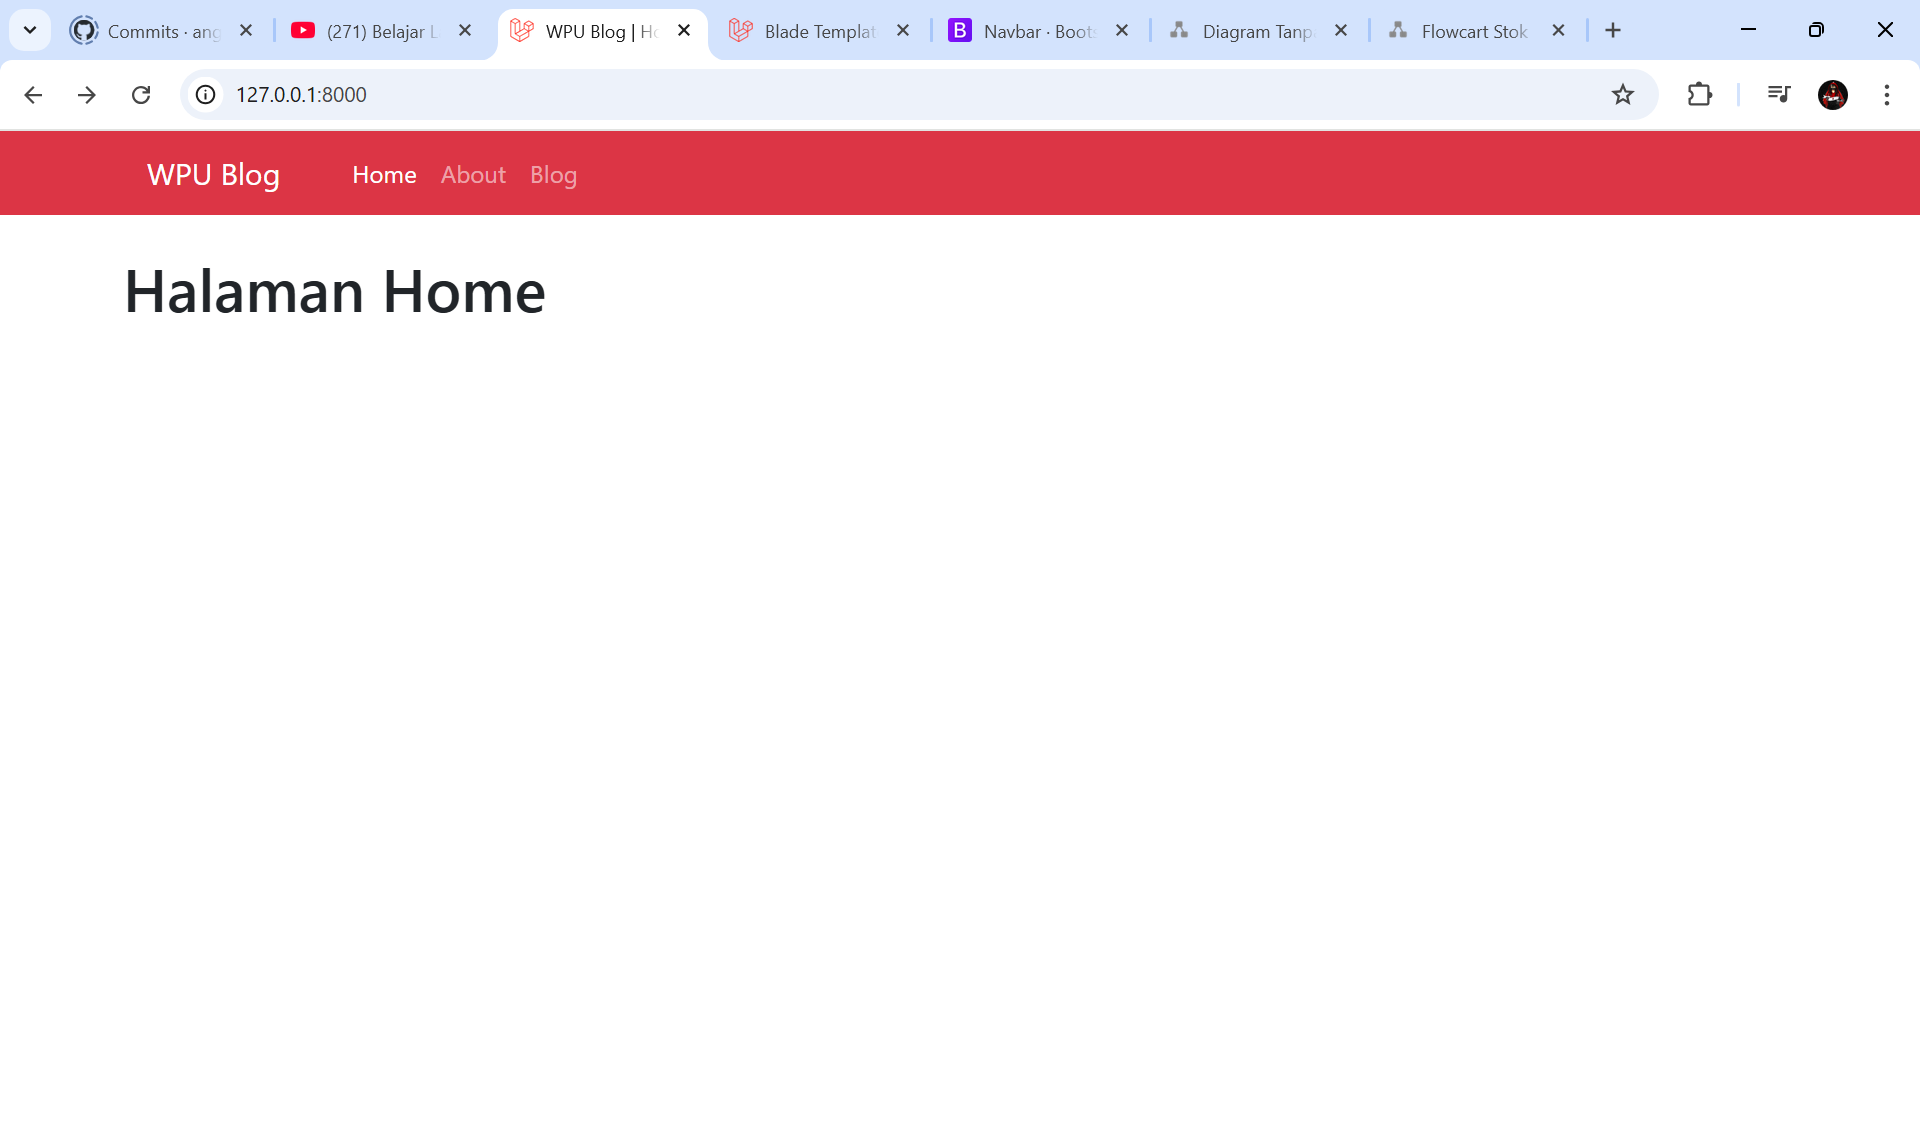 Commits · ang
(271) Belajar L
WPU Blog | Ho
Blade Templat
Navbar · Boots
Diagram Tanp
Flowcart Stok
127.0.0.1:8000
WPU Blog
Home
About
Blog
Halaman Home